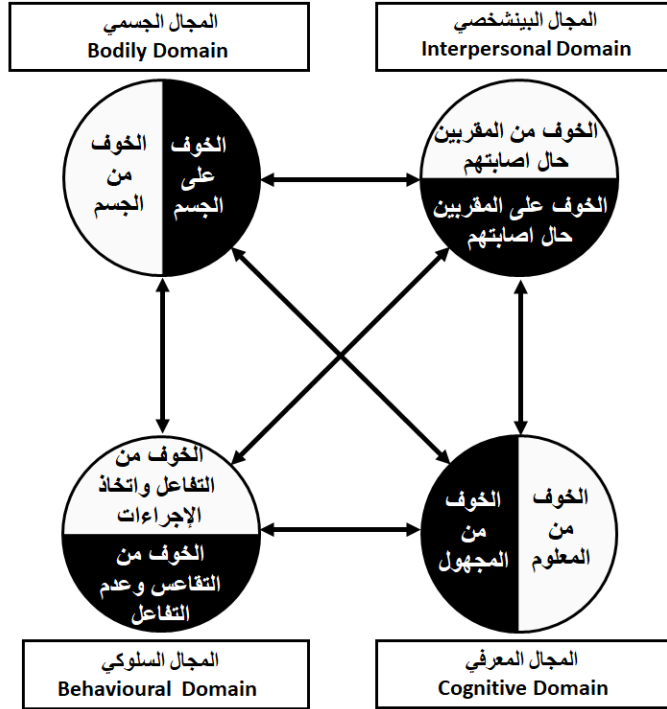 المجال الجسمي
Bodily Domain
المجال البينشخصي
Interpersonal Domain
الخوف
من
الجسم
الخوف
على
الجسم
الخوف من المقربين
حال اصابتهم
الخوف على المقربين
حال اصابتهم
الخوف من
التفاعل واتخاذ
الإجراءات
الخوف من
التقاعس وعدم
التفاعل
الخوف
من
المجهول
الخوف
من
المعلوم
المجال السلوكي
Behavioural Domain
المجال المعرفي
Cognitive Domain